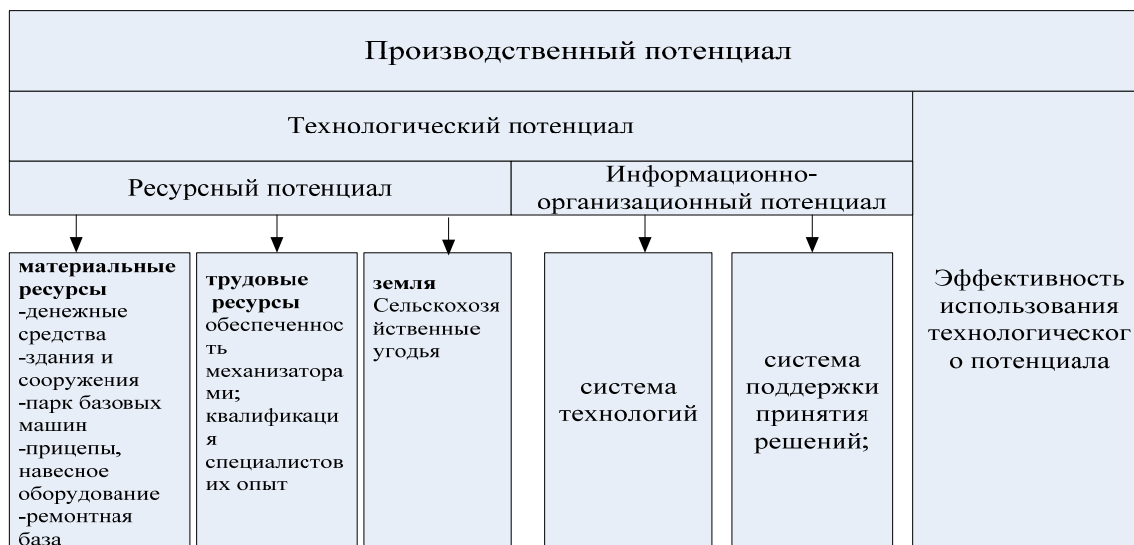 Производственный потенциал
Технологический потенциал
Ресурсный потенциал
Информационно-
организационный потенциал
материальные
ресурсы
-денежные
средства
-здания и
сооружения
-парк базовых
машин
-прицепы,
навесное
оборудование
-ремонтная
база
трудовые
ресурсы
обеспеченнос
ть
механизатора
ми;
квалификаци
я
специалистов
их опыт
земля
Сельскохозя
йственные
угодья
система
технологий
система
поддержки
принятия
решений;
Эффективность
использования
технологическог
о потенциала